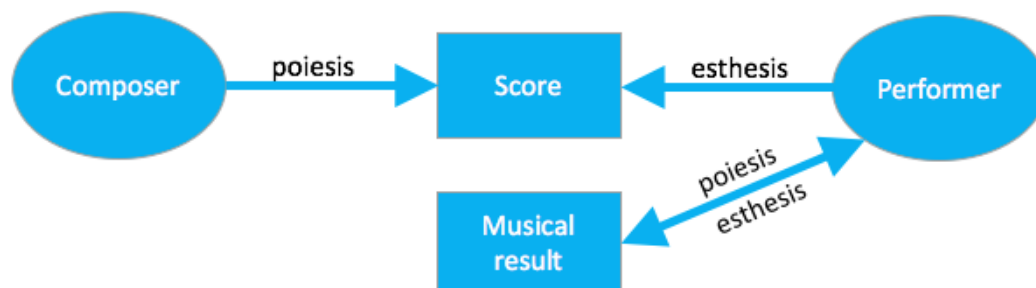 Composer
poiesis
Score
esthesis
Performer
poiesis
esthesis
Musical
result